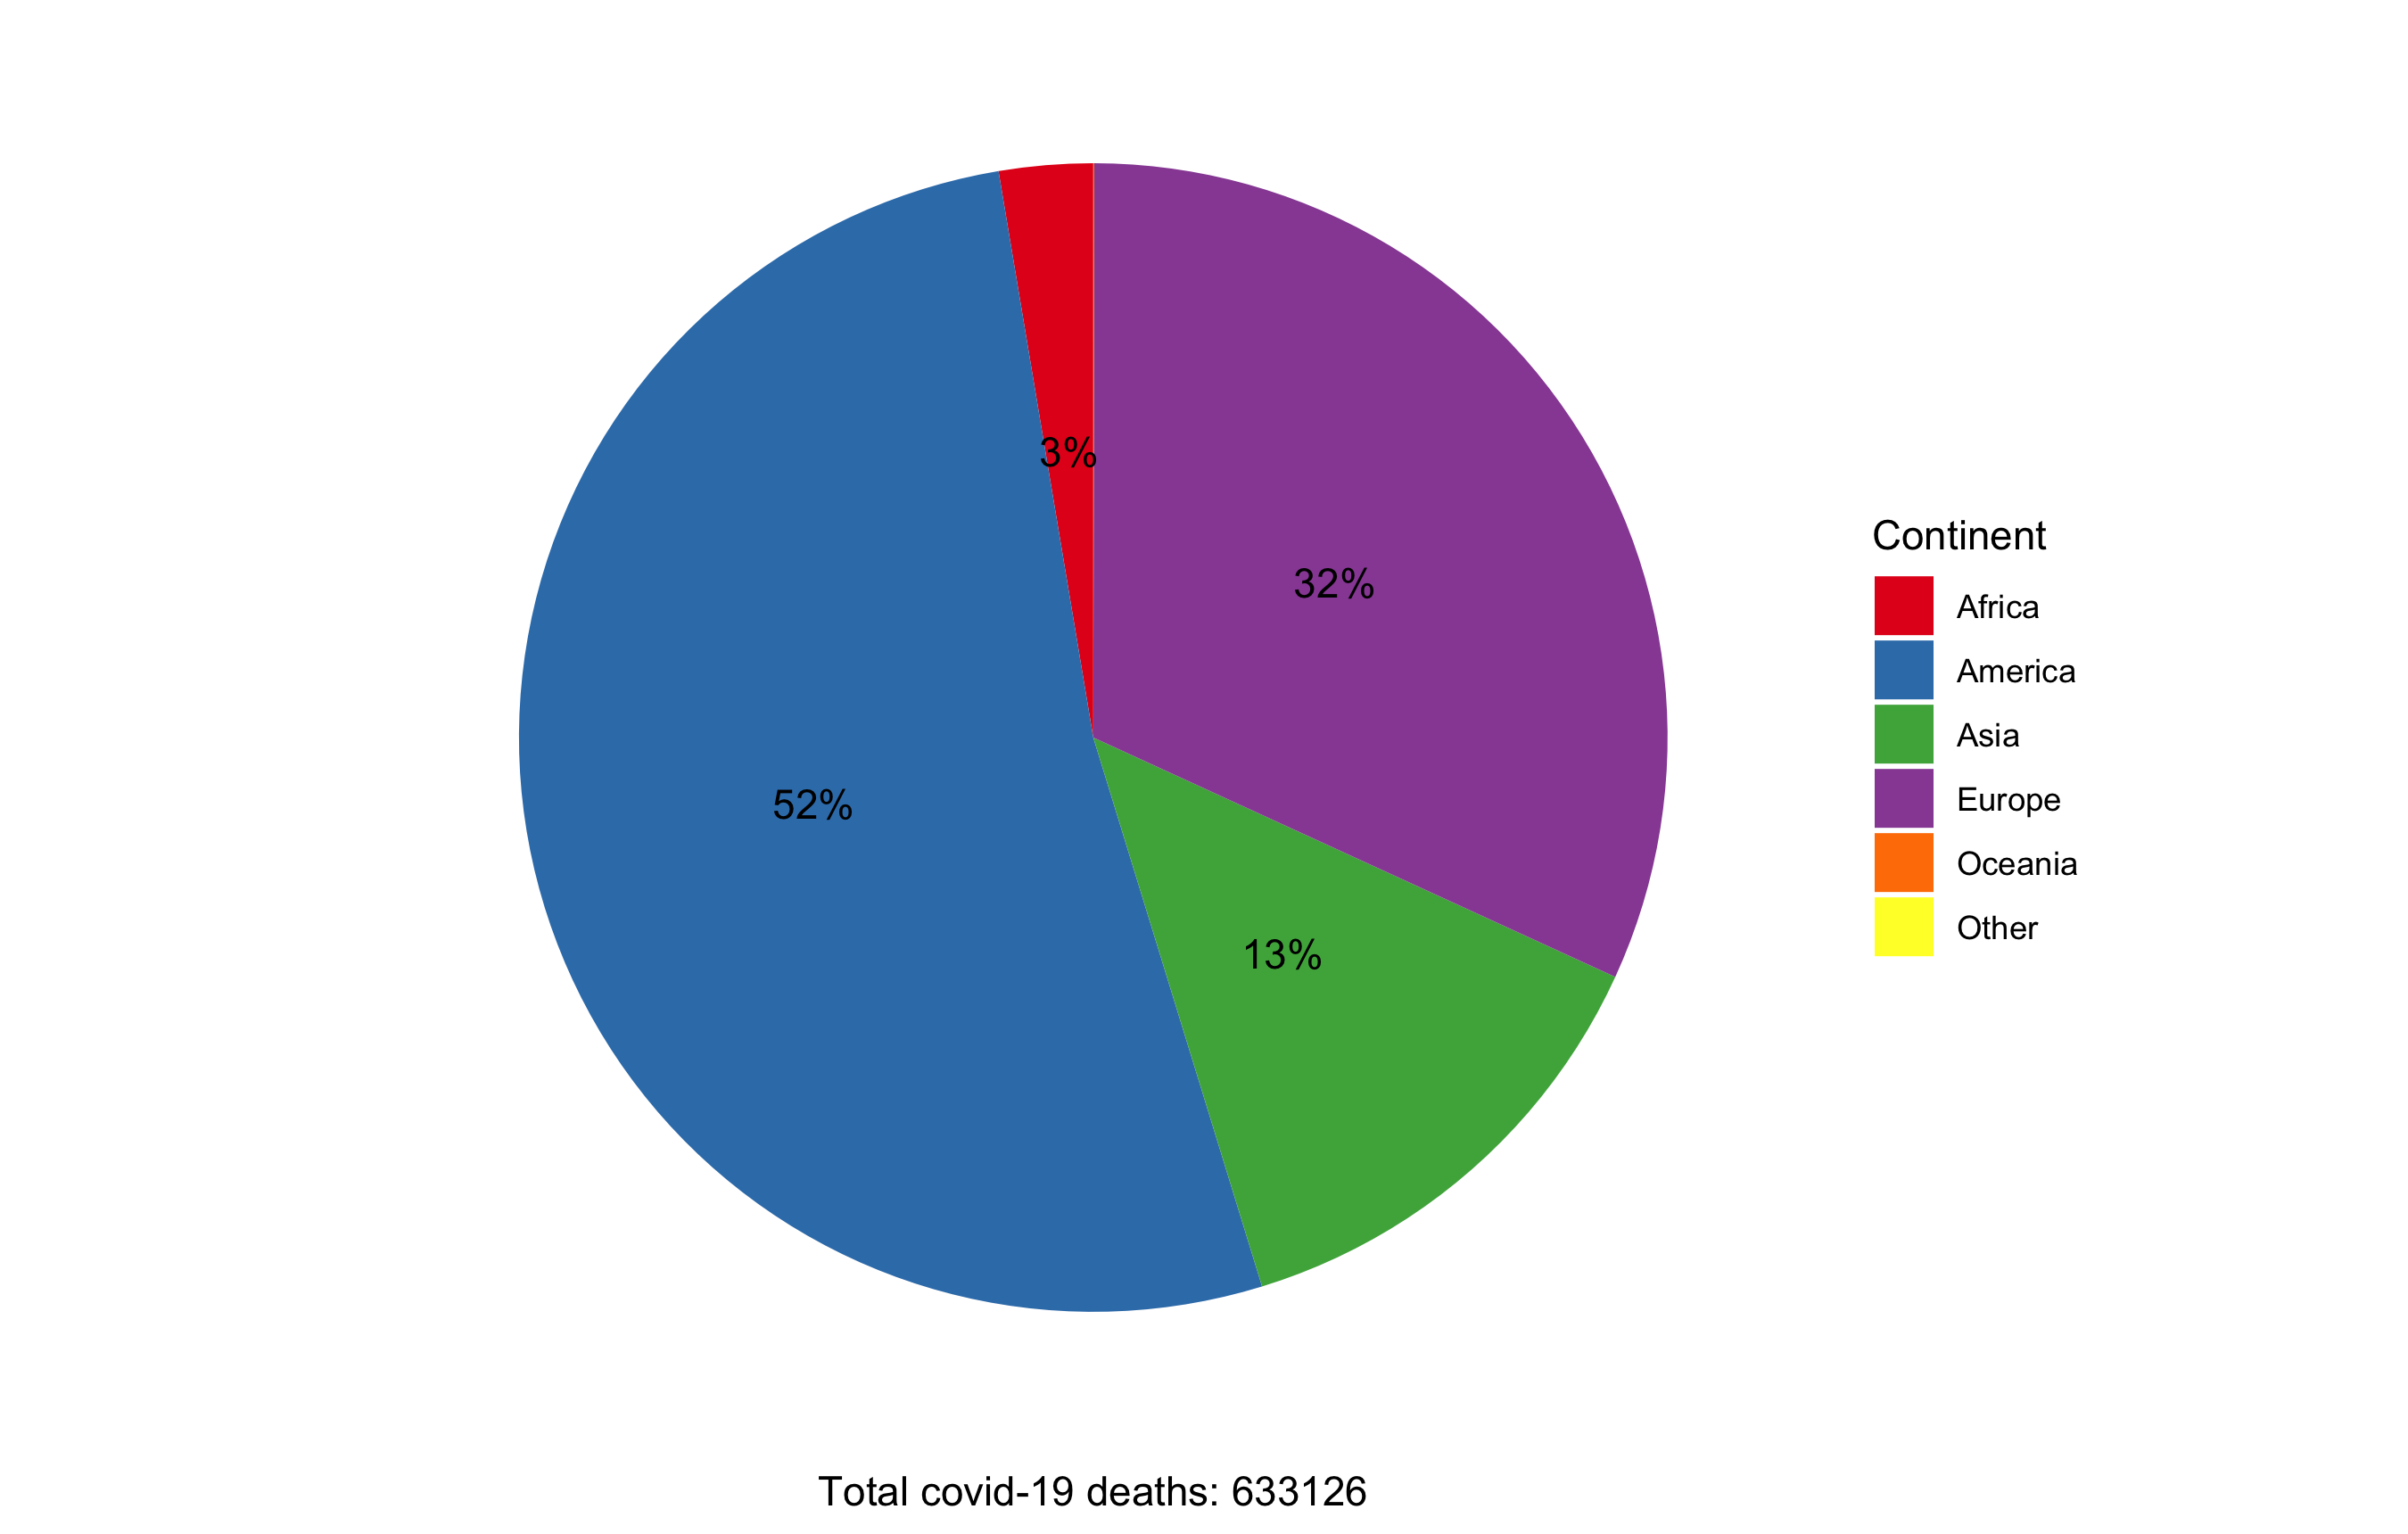 3%
32%
52%
13%
Continent
Africa
America
Asia
Europe
Oceania
Other
Total covid-19 deaths: 633126